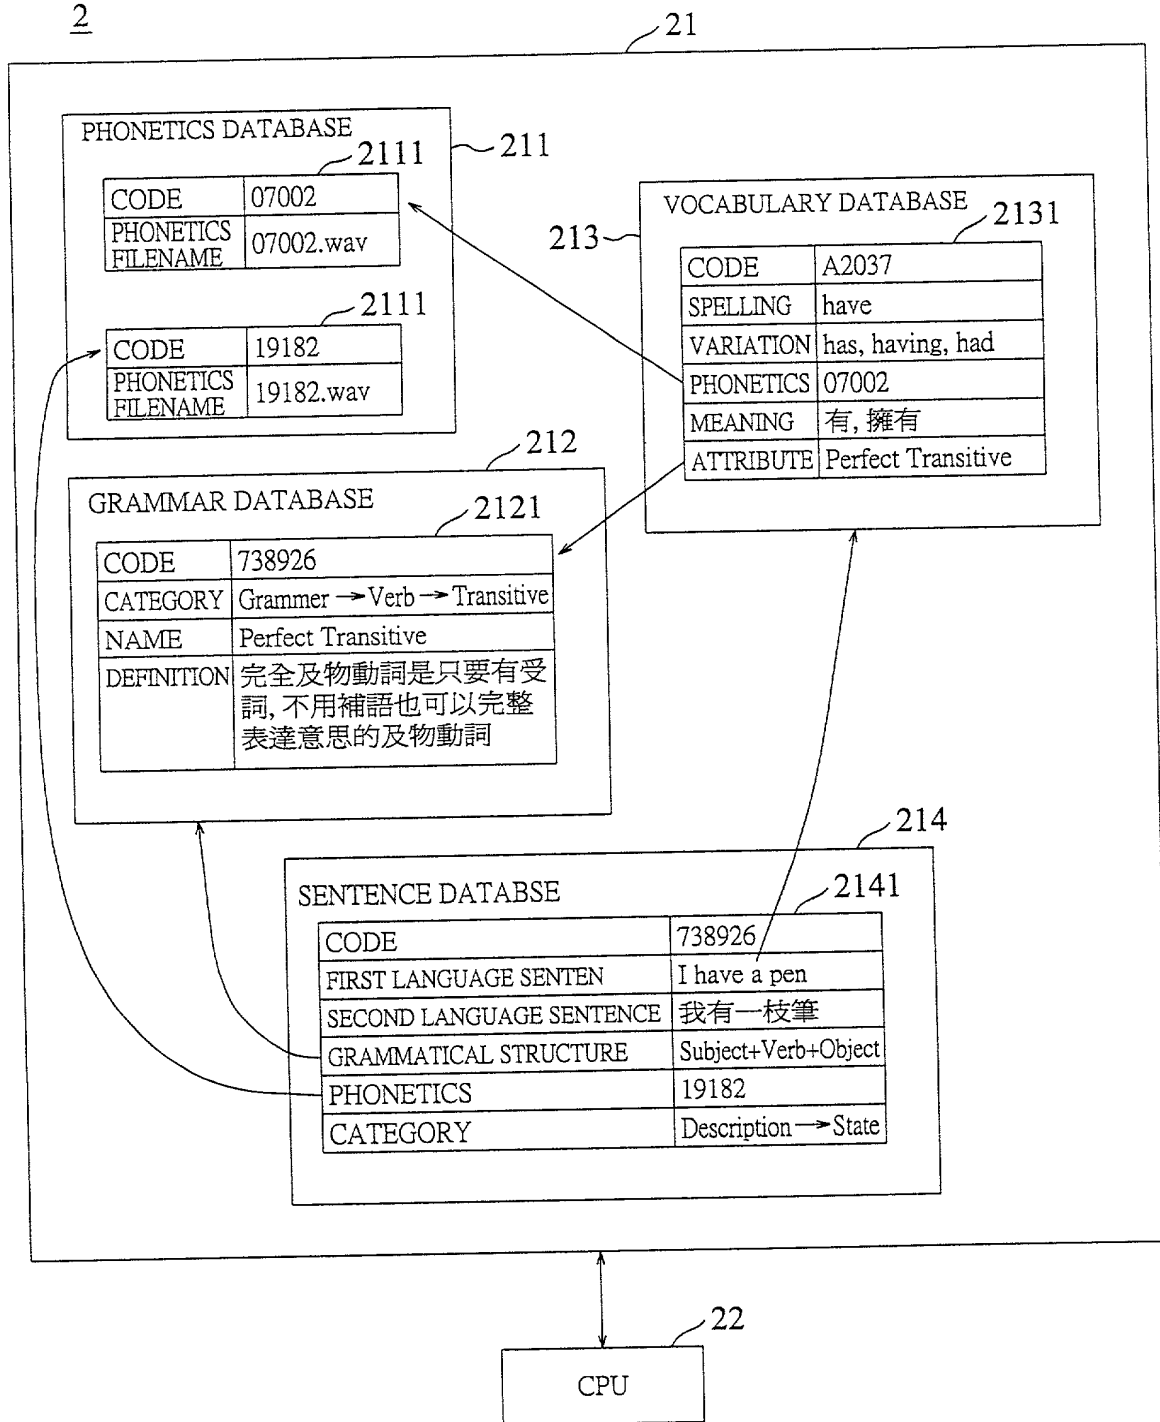 2
21
PHONETICS DATABASE
211
2111
CODE 07002
PHONETICS FILENAME 07002.wav
2111
CODE 19182
PHONETICS FILENAME 19182.wav
VOCABULARY DATABASE
213
2131
CODE A2037
SPELLING have
VARIATION has, having, had
PHONETICS 07002
MEANING 有, 擁有
ATTRIBUTE Perfect Transitive
212
GRAMMAR DATABASE
2121
CODE 738926
CATEGORY Grammer→Verb→Transitive
NAME Perfect Transitive
DEFINITION 完全及物動詞是只要有受
詞, 不用補語也可以完整
表達意思的及物動詞
214
SENTENCE DATABSE
2141
CODE 738926
FIRST LANGUAGE SENTEN I have a pen
SECOND LANGUAGE SENTENCE 我有一枝筆
GRAMMATICAL STRUCTURE Subject+Verb+Object
PHONETICS 19182
CATEGORY Description→State
22
CPU